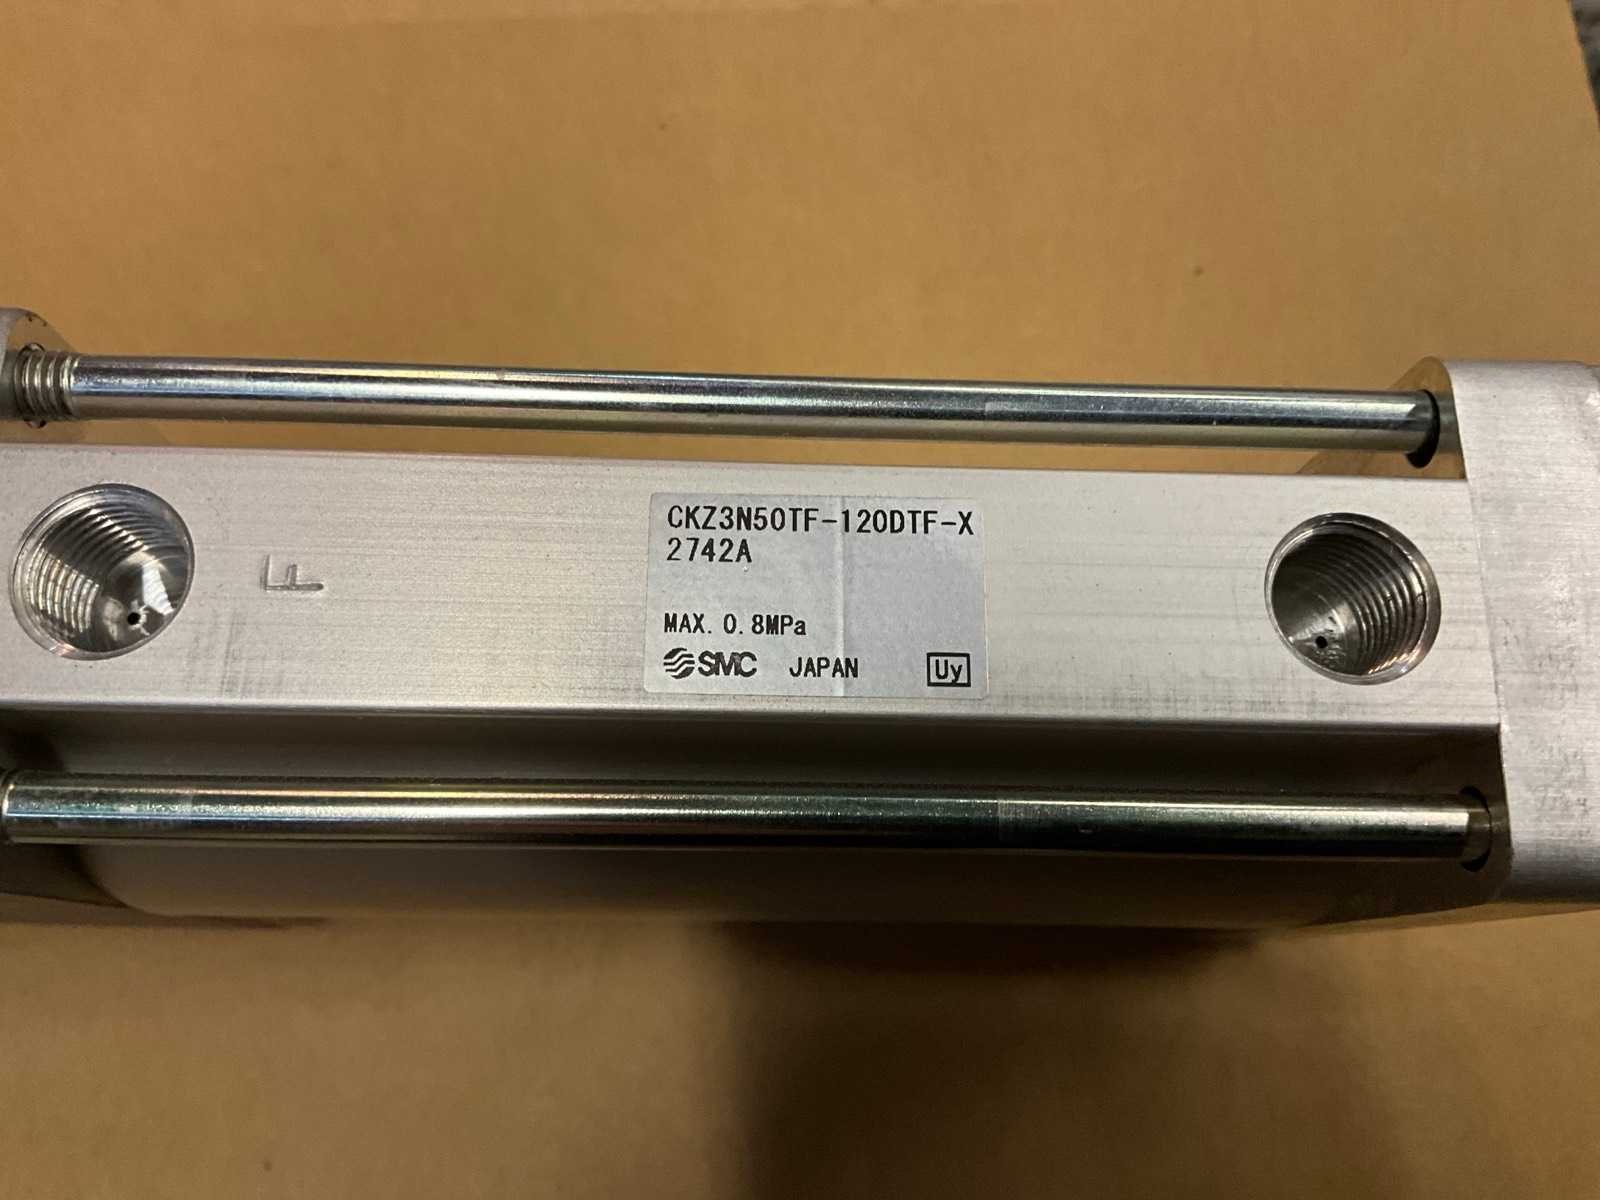 CKZ3N50TF-120DTF-X
2742A
MAX. 0.8MPa
SMC JAPAN Uy
F